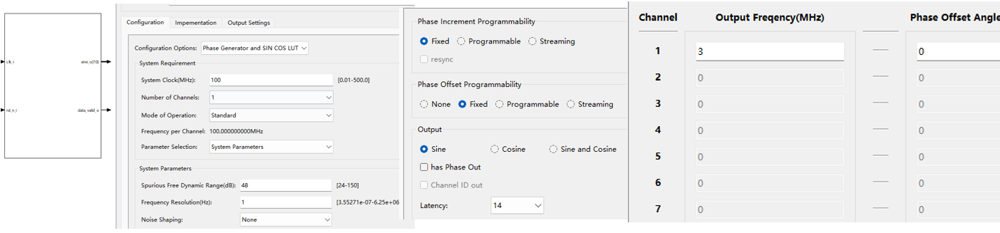 clk_i
sine_o(7:0)
rst_n_i
data_valid_o
Configuration
Impementation
Output Settings
Configuration Options: Phase Generator and SIN COS LUT
System Requirement
System Clock(MHz): 100 [0.01-500.0]
Number of Channels: 1
Mode of Operation: Standard
Frequency per Channel: 100.000000000MHz
Parameter Selection: System Parameters
System Parameters
Spurious Free Dynamic Range(dB): 48 [24-150]
Frequency Resolution(Hz): 1 [3.55271e-07-6.25e+06
Noise Shaping: None
Phase Increment Programmability
Fixed Programmable Streaming
resync
Phase Offset Programmability
None Fixed Programmable Streaming
Output
Sine Cosine Sine and Cosine
has Phase Out
Channel ID out
Latency: 14
Channel Output Freqency(MHz) Phase Offset Angle
1 3 0
2 0 0
3 0 0
4 0 0
5 0 0
6 0 0
7 0 0